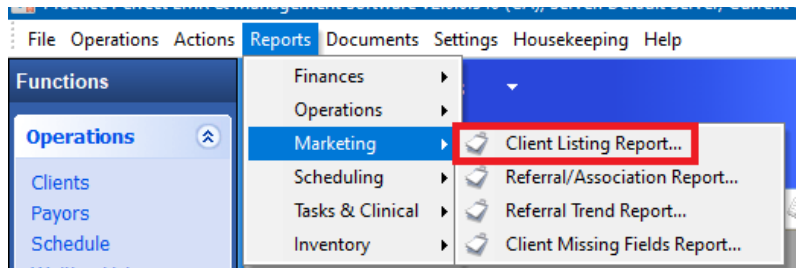 File Operations Actions Reports Documents Settings Housekeeping Help
Functions
Operations
Clients
Payors
Schedule
Finances
Operations
Marketing
Scheduling
Tasks & Clinical
Inventory
Client Listing Report...
Referral/Association Report...
Referral Trend Report...
Client Missing Fields Report...